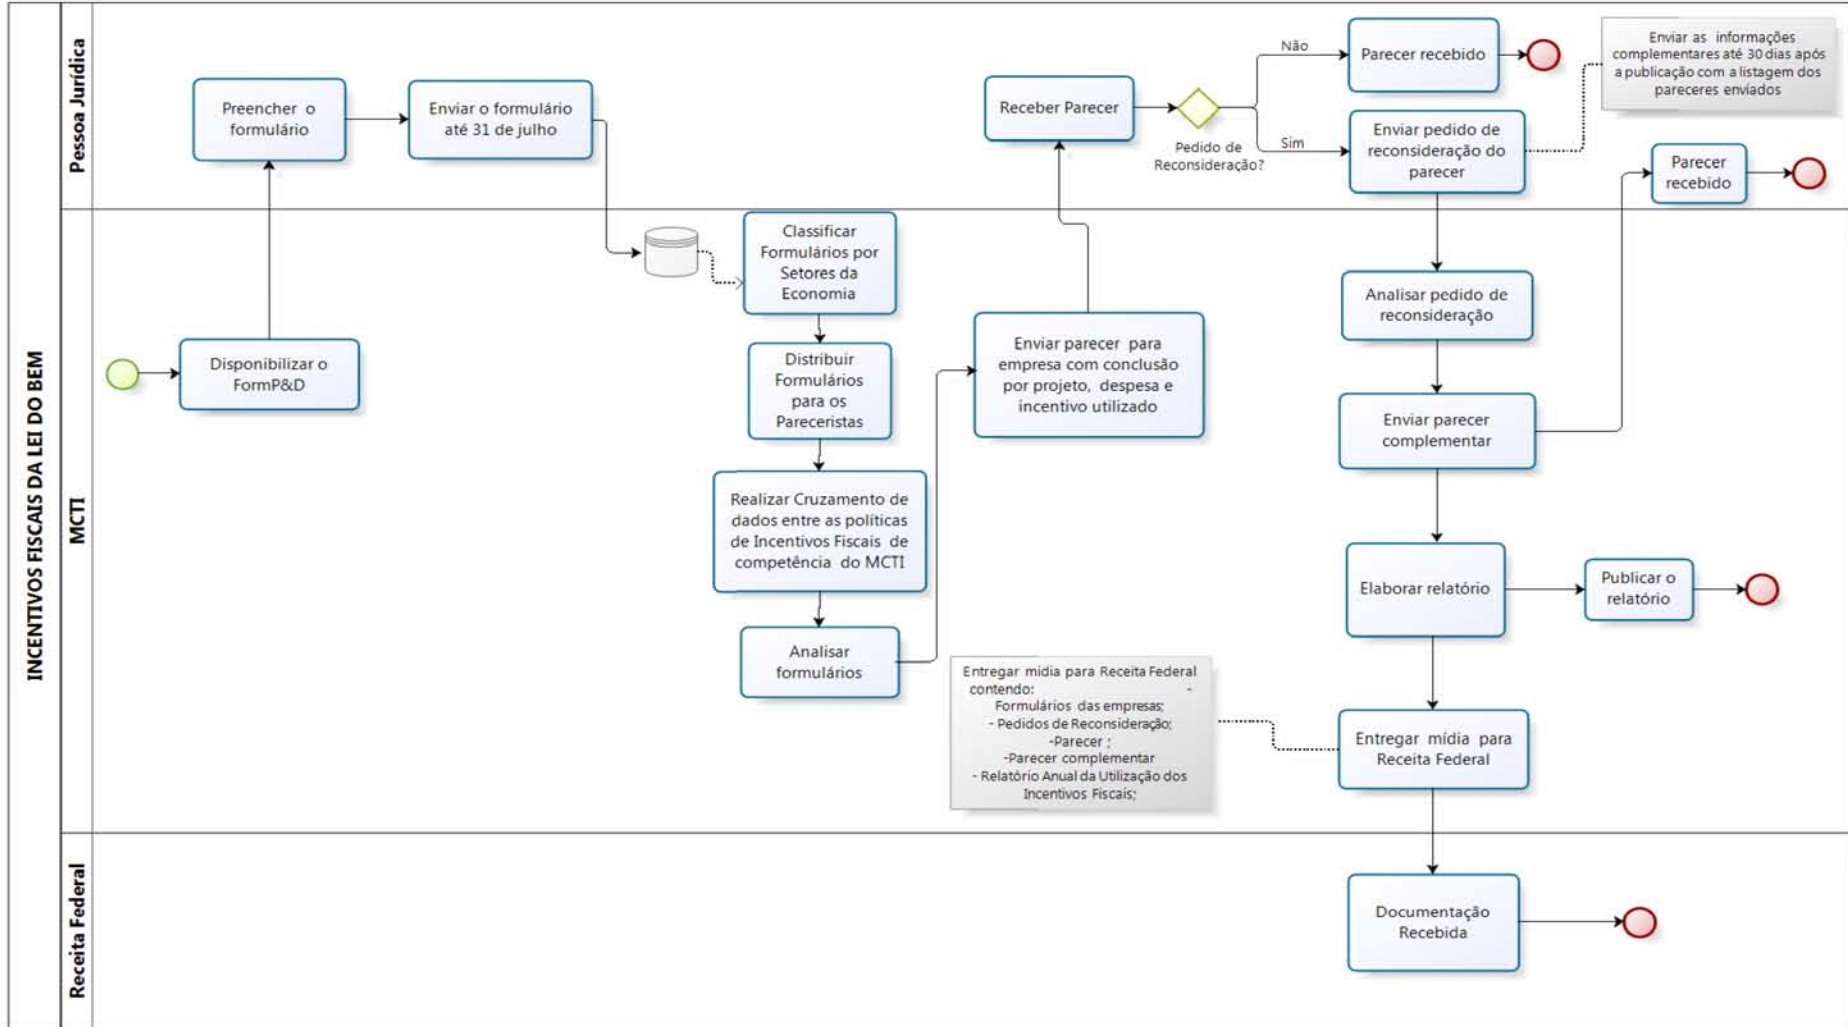 INCENTIVOS FISCAIS DA LEI DO BEM
Pessoa Jurídica
Preencher o
formulário
Enviar o formulário
até 31 de julho
Receber Parecer
Pedido de
Reconsideração?
Não
Sim
Parecer recebido
Enviar pedido de
reconsideração do
parecer
Enviar as informações
complementares até 30 dias após
a publicação com a listagem dos
pareceres enviados
Parecer
recebido
MCTI
Disponibilizar o
FormP&D
Classificar
Formulários por
Setores da
Economia
Distribuir
Formulários
para os
Pareceristas
Realizar Cruzamento de
dados entre as políticas
de Incentivos Fiscais de
competência do MCTI
Analisar
formulários
Enviar parecer para
empresa com conclusão
por projeto, despesa e
incentivo utilizado
Analisar pedido de
reconsideração
Enviar parecer
complementar
Elaborar relatório
Publicar o
relatório
Entregar midia para Receita Federal
contendo: -
Formulários das empresas;
- Pedidos de Reconsideração;
-Parecer ;
-Parecer complementar
- Relatório Anual da Utilização dos
Incentivos Fiscais;
Entregar mídia para
Receita Federal
Receita Federal
Documentação
Recebida